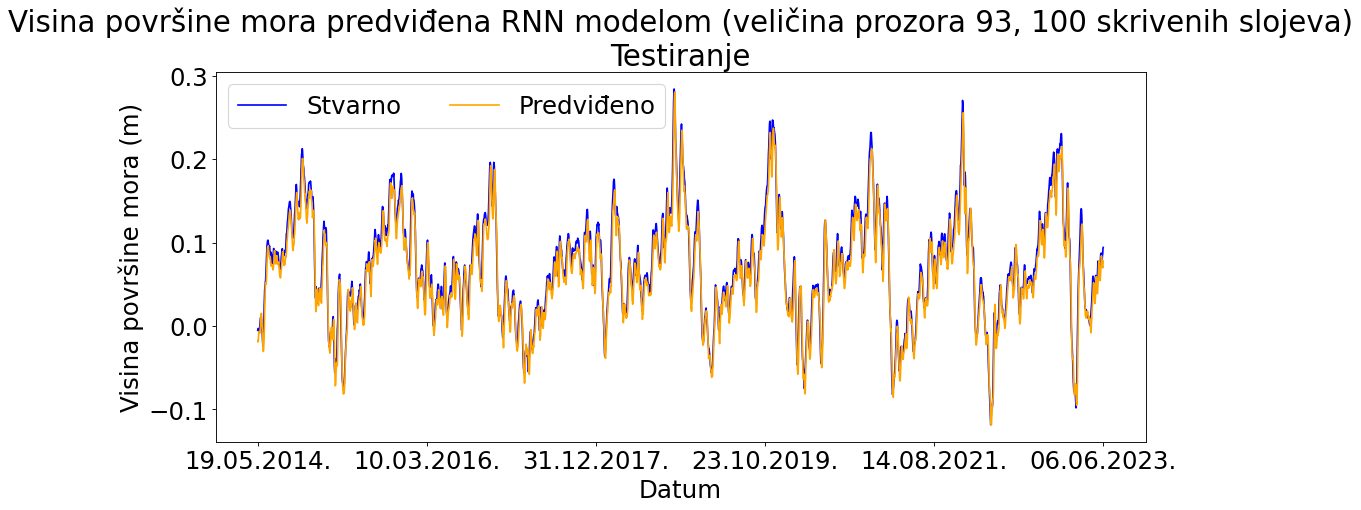 Visina površine mora predviđena RNN modelom (veličina prozora 93, 100 skrivenih slojeva)
Testiranje
Stvarno
Predviđeno
Visina površine mora (m)
0.3
0.2
0.1
0.0
−0.1
19.05.2014.
10.03.2016.
31.12.2017.
23.10.2019.
14.08.2021.
06.06.2023.
Datum